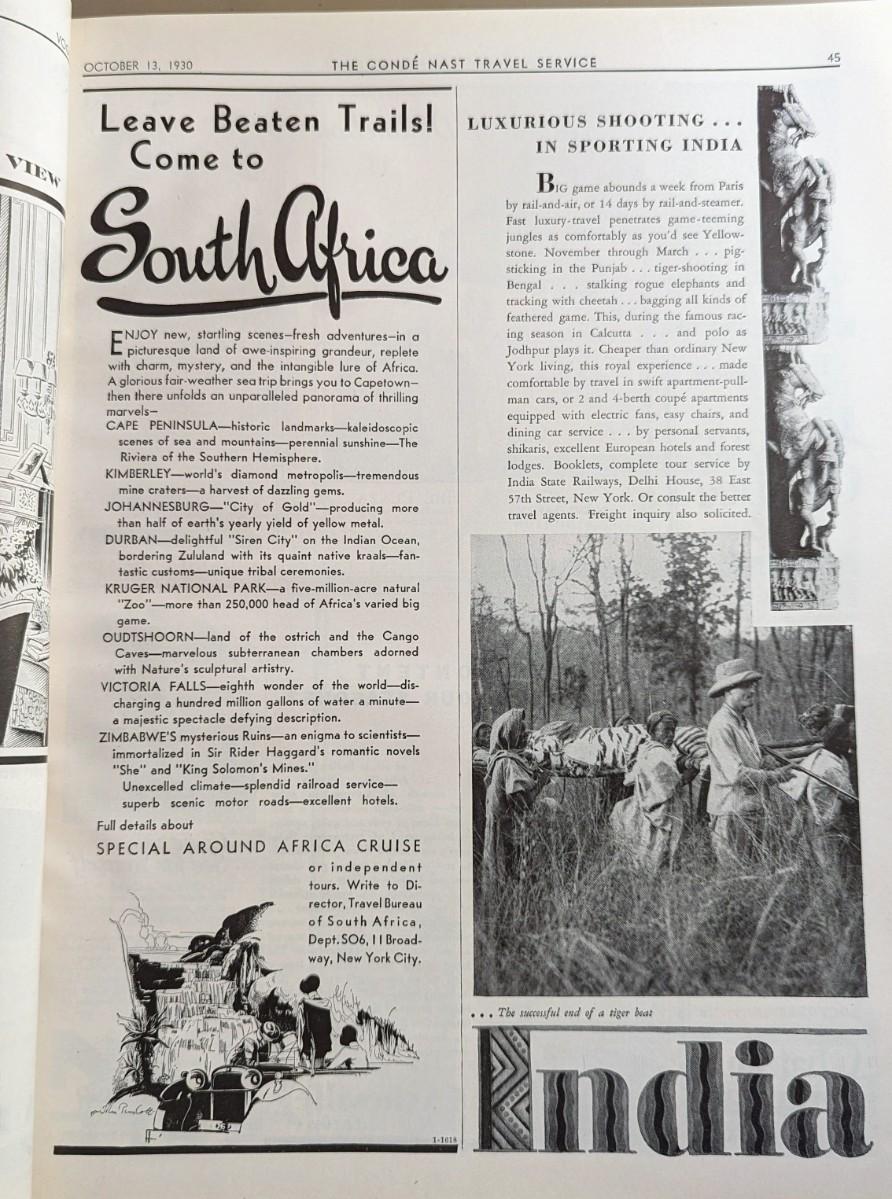 VIEW
OCTOBER 13, 1930
THE CONDÉ NAST TRAVEL SERVICE
45
Leave Beaten Trails!
Come to
South Africa
ENJOY new, startling scenes—fresh adventures—in a
picturesque land of awe-inspiring grandeur, replete
with charm, mystery, and the intangible lure of Africa.
A glorious fair-weather sea trip brings you to Capetown—
then there unfolds an unparalleled panorama of thrilling
marvels—
CAPE PENINSULA—historic landmarks—kaleidoscopic
scenes of sea and mountains—perennial sunshine—The
Riviera of the Southern Hemisphere.
KIMBERLEY—world's diamond metropolis—tremendous
mine craters—a harvest of dazzling gems.
JOHANNESBURG—"City of Gold"—producing more
than half of earth's yearly yield of yellow metal.
DURBAN—delightful "Siren City" on the Indian Ocean,
bordering Zululand with its quaint native kraals—fan-
tastic customs—unique tribal ceremonies.
KRUGER NATIONAL PARK—a five-million-acre natural
"Zoo"—more than 250,000 head of Africa's varied big
game.
OUDTSHOORN—land of the ostrich and the Cango
Caves—marvelous subterranean chambers adorned
with Nature's sculptural artistry.
VICTORIA FALLS—eighth wonder of the world—dis-
charging a hundred million gallons of water a minute—
a majestic spectacle defying description.
ZIMBABWE'S mysterious Ruins—an enigma to scientists—
immortalized in Sir Rider Haggard's romantic novels
"She" and "King Solomon's Mines."
Unexcelled climate—splendid railroad service—
superb scenic motor roads—excellent hotels.
Full details about
SPECIAL AROUND AFRICA CRUISE
or independent
tours. Write to Di-
rector, Travel Bureau
of South Africa,
Dept. SO6, 11 Broad-
way, New York City.
1-1618
LUXURIOUS SHOOTING . . .
IN SPORTING INDIA
BIG game abounds a week from Paris
by rail-and-air, or 14 days by rail-and-steamer.
Fast luxury-travel penetrates game-teeming
jungles as comfortably as you'd see Yellow-
stone. November through March . . . pig-
sticking in the Punjab . . . tiger-shooting in
Bengal . . . stalking rogue elephants and
tracking with cheetah . . . bagging all kinds of
feathered game. This, during the famous rac-
ing season in Calcutta . . . and polo as
Jodhpur plays it. Cheaper than ordinary New
York living, this royal experience . . . made
comfortable by travel in swift apartment-pull-
man cars, or 2 and 4-berth coupé apartments
equipped with electric fans, easy chairs, and
dining car service . . . by personal servants,
shikaris, excellent European hotels and forest
lodges. Booklets, complete tour service by
India State Railways, Delhi House, 38 East
57th Street, New York. Or consult the better
travel agents. Freight inquiry also solicited.
. . . The successful end of a tiger beat
India